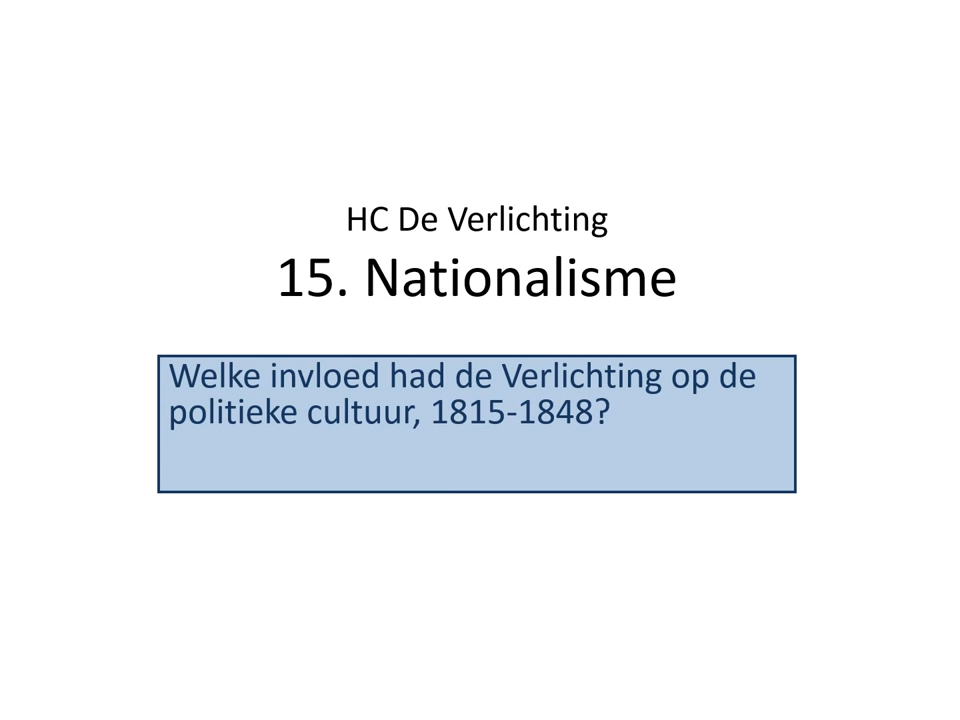 HC De Verlichting
15. Nationalisme
Welke invloed had de Verlichting op de
politieke cultuur, 1815-1848?